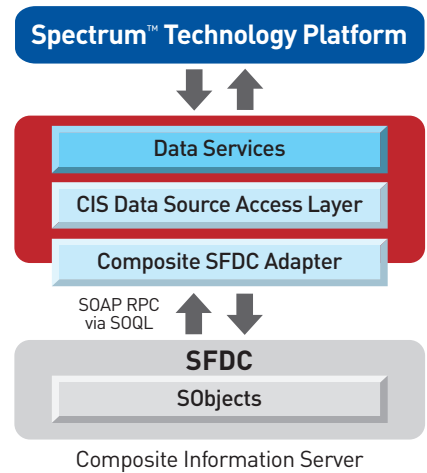 Spectrum™ Technology Platform
Data Services
CIS Data Source Access Layer
Composite SFDC Adapter
SOAP RPC
via SOQL
SFDC
SObjects
Composite Information Server